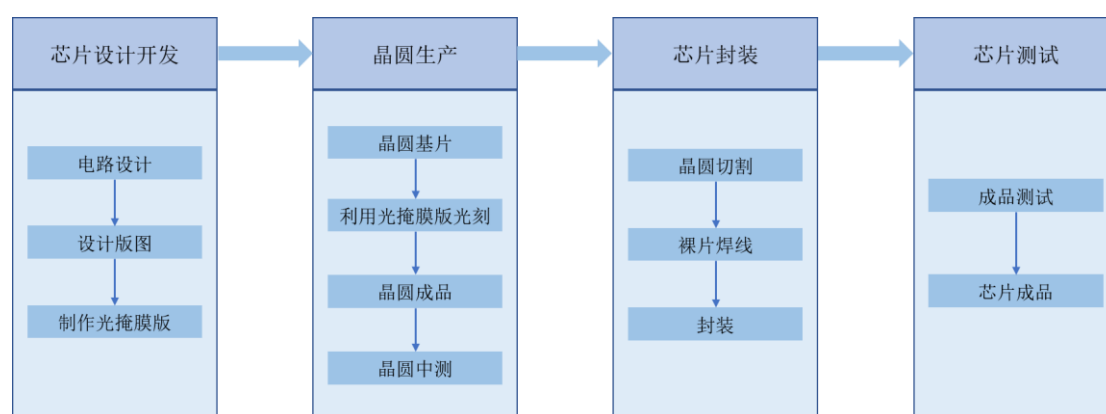 芯片设计开发
电路设计
设计版图
制作光掩膜版
晶圆生产
晶圆基片
利用光掩膜版光刻
晶圆成品
晶圆中测
芯片封装
晶圆切割
裸片焊线
封装
芯片测试
成品测试
芯片成品